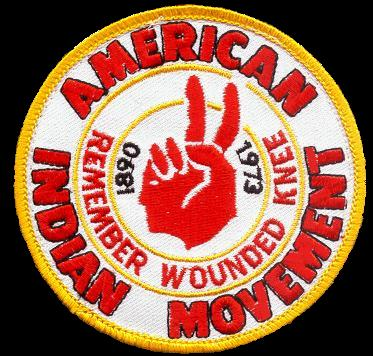 AMERICAN
INDIAN MOVEMENT
REMEMBER WOUNDED KNEE
1890
1973